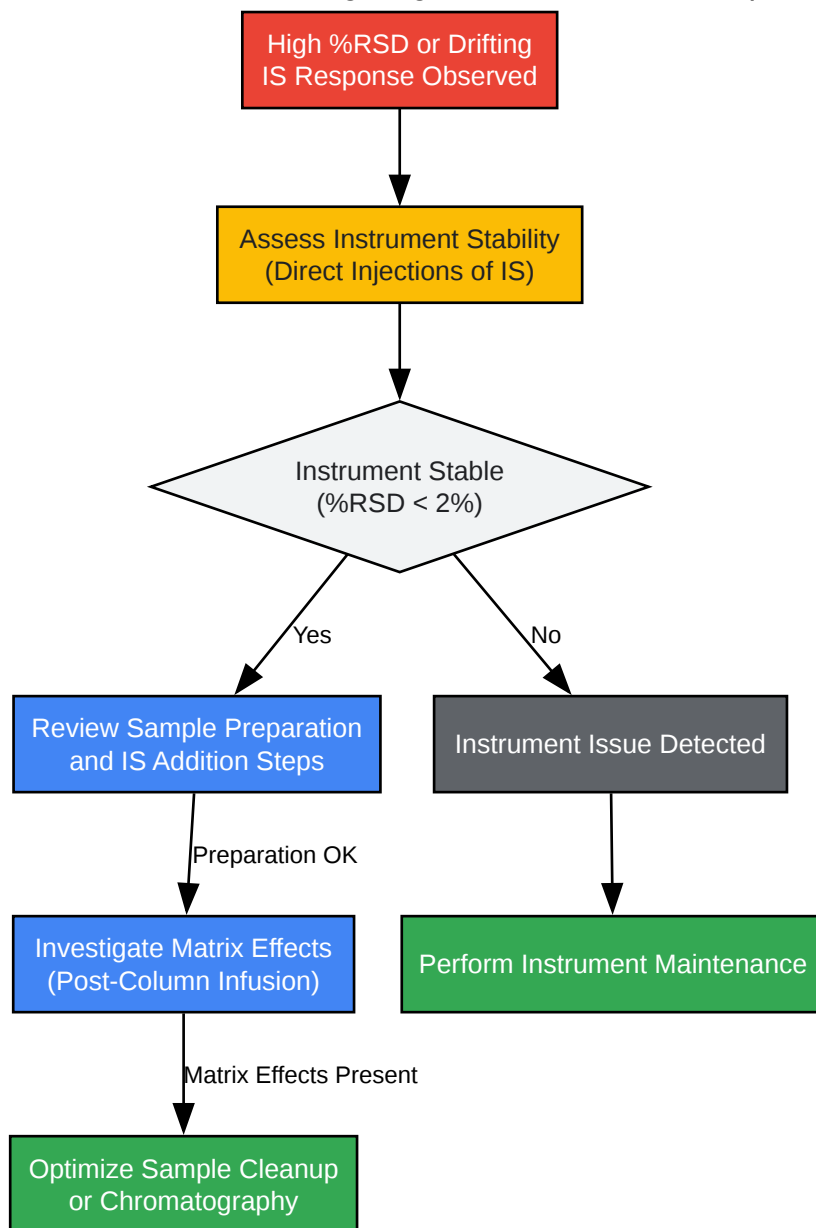 High %RSD or Drifting
IS Response Observed
Assess Instrument Stability
(Direct Injections of IS)
Instrument Stable
(%RSD < 2%)
Yes
No
Review Sample Preparation
and IS Addition Steps
Instrument Issue Detected
Preparation OK
Investigate Matrix Effects
(Post-Column Infusion)
Perform Instrument Maintenance
Matrix Effects Present
Optimize Sample Cleanup
or Chromatography